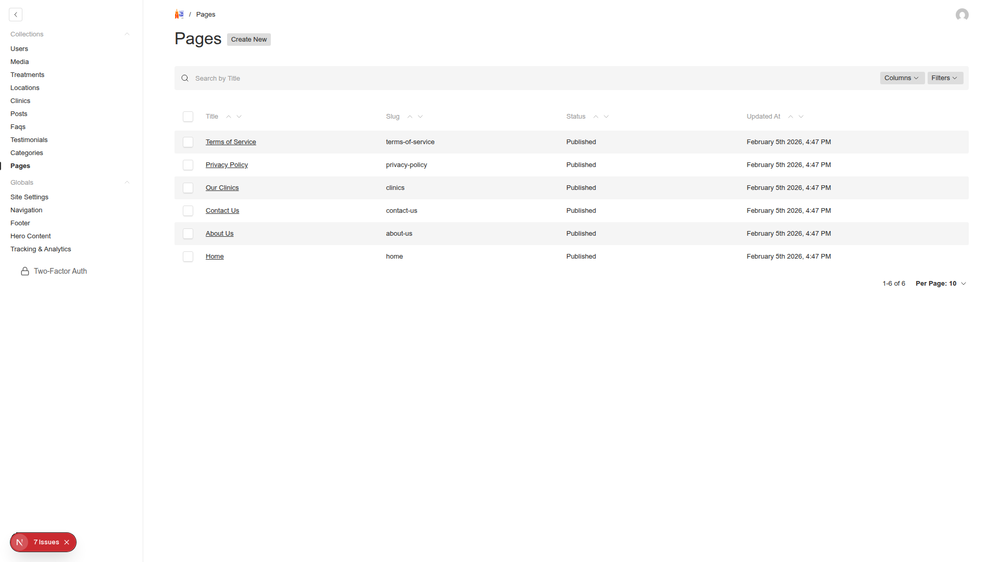 Collections
Users
Media
Treatments
Locations
Clinics
Posts
Faqs
Testimonials
Categories
Pages
Globals
Site Settings
Navigation
Footer
Hero Content
Tracking & Analytics
Two-Factor Auth
7 Issues
/ Pages
Pages Create New
Search by Title Columns Filters
Title Slug Status Updated At
Terms of Service terms-of-service Published February 5th 2026, 4:47 PM
Privacy Policy privacy-policy Published February 5th 2026, 4:47 PM
Our Clinics clinics Published February 5th 2026, 4:47 PM
Contact Us contact-us Published February 5th 2026, 4:47 PM
About Us about-us Published February 5th 2026, 4:47 PM
Home home Published February 5th 2026, 4:47 PM
1-6 of 6 Per Page: 10